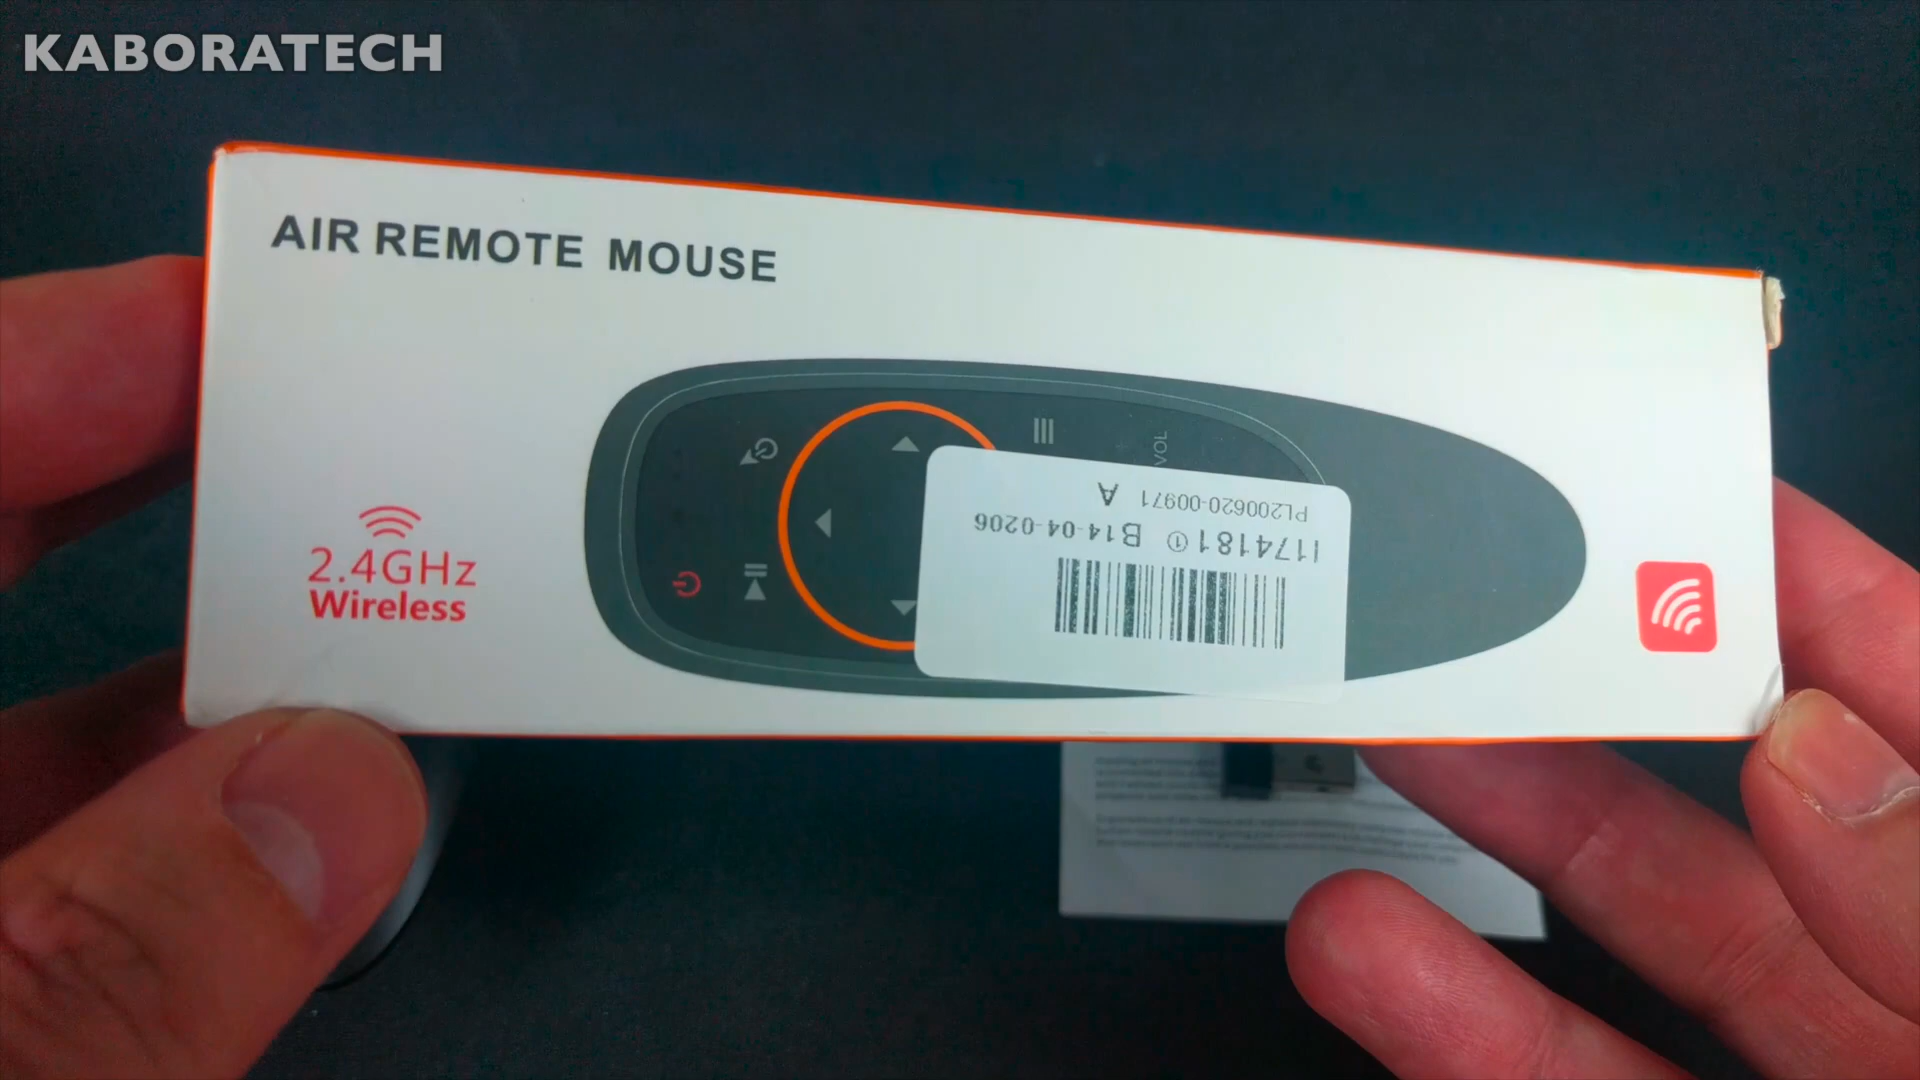 KABORATECH
AIR REMOTE MOUSE
VOL
2.4GHz
Wireless
I174181 ① B14-04-0206
PL200620-00971 A